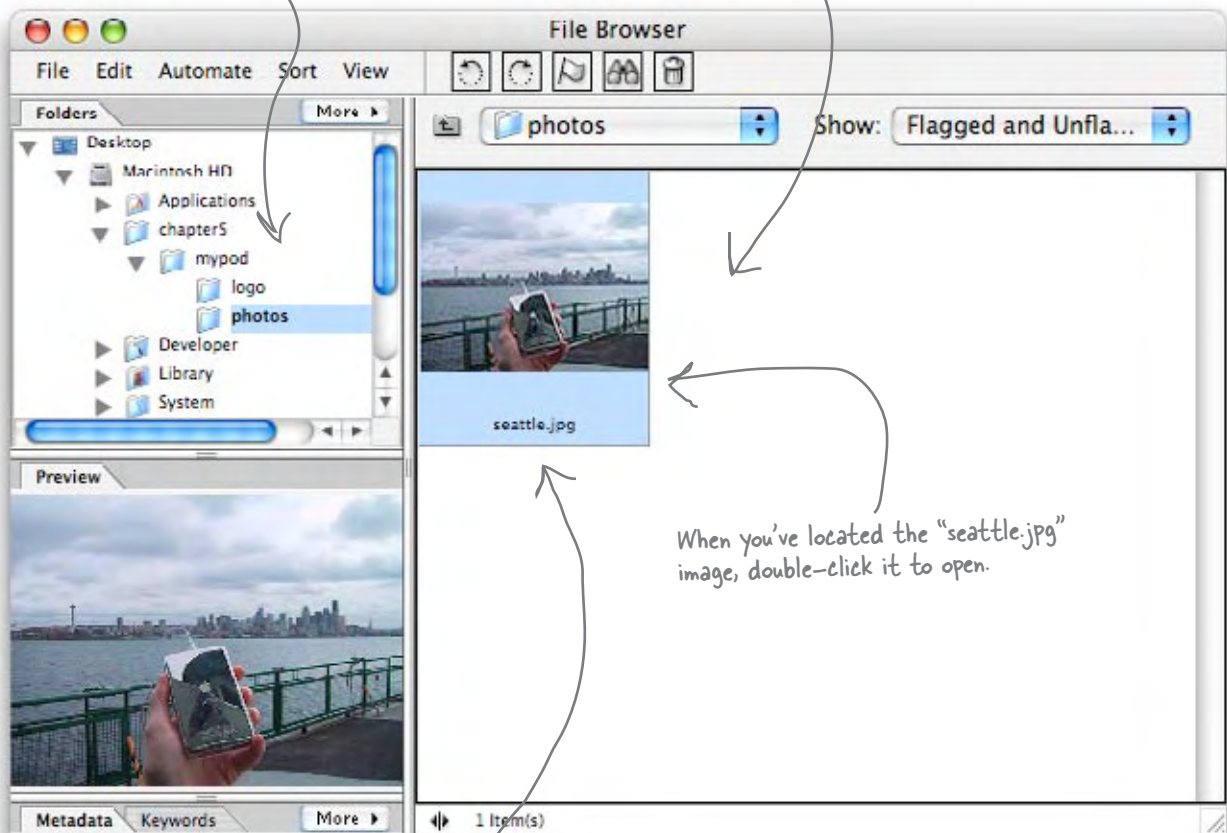 File Browser
File Edit Automate Sort View
Folders More
photos Show: Flagged and Unfla...
Desktop
Macintosh HD
Applications
chapter5
mypod
logo
photos
Developer
Library
System
seattle.jpg
Preview
When you've located the "seattle.jpg"
image, double-click it to open.
Metadata Keywords More
1 Item(s)